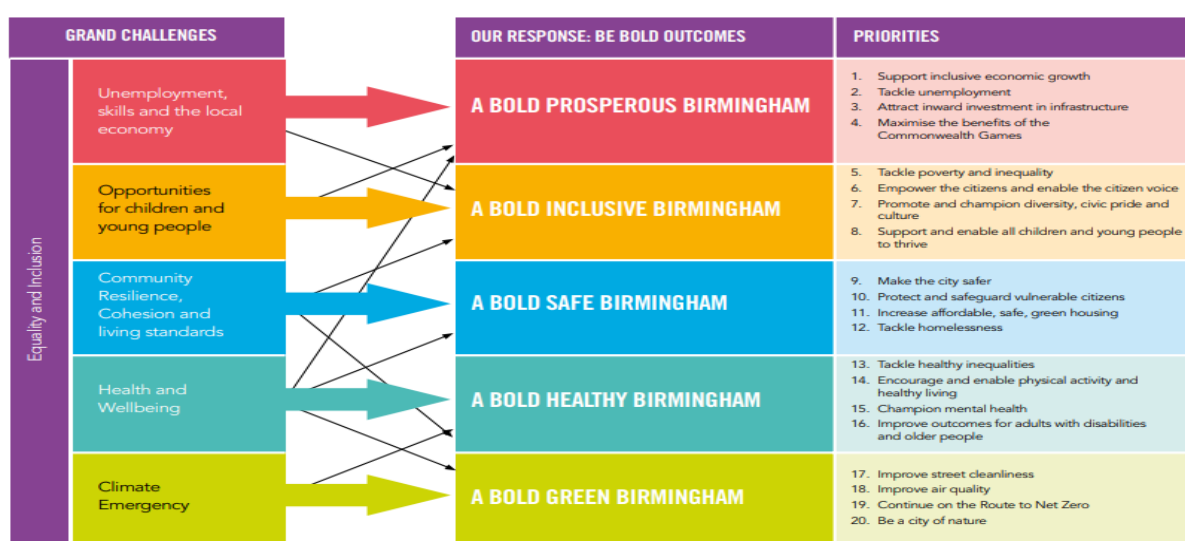 GRAND CHALLENGES
OUR RESPONSE: BE BOLD OUTCOMES
PRIORITIES
Equality and Inclusion
Unemployment,
skills and the local
economy
A BOLD PROSPEROUS BIRMINGHAM
1. Support inclusive economic growth
2. Tackle unemployment
3. Attract inward investment in infrastructure
4. Maximise the benefits of the
Commonwealth Games
Opportunities
for children and
young people
A BOLD INCLUSIVE BIRMINGHAM
5. Tackle poverty and inequality
6. Empower the citizens and enable the citizen voice
7. Promote and champion diversity, civic pride and
culture
8. Support and enable all children and young people
to thrive
Community
Resilience,
Cohesion and
living standards
A BOLD SAFE BIRMINGHAM
9. Make the city safer
10. Protect and safeguard vulnerable citizens
11. Increase affordable, safe, green housing
12. Tackle homelessness
Health and
Wellbeing
A BOLD HEALTHY BIRMINGHAM
13. Tackle healthy inequalities
14. Encourage and enable physical activity and
healthy living
15. Champion mental health
16. Improve outcomes for adults with disabilities
and older people
Climate
Emergency
A BOLD GREEN BIRMINGHAM
17. Improve street cleanliness
18. Improve air quality
19. Continue on the Route to Net Zero
20. Be a city of nature